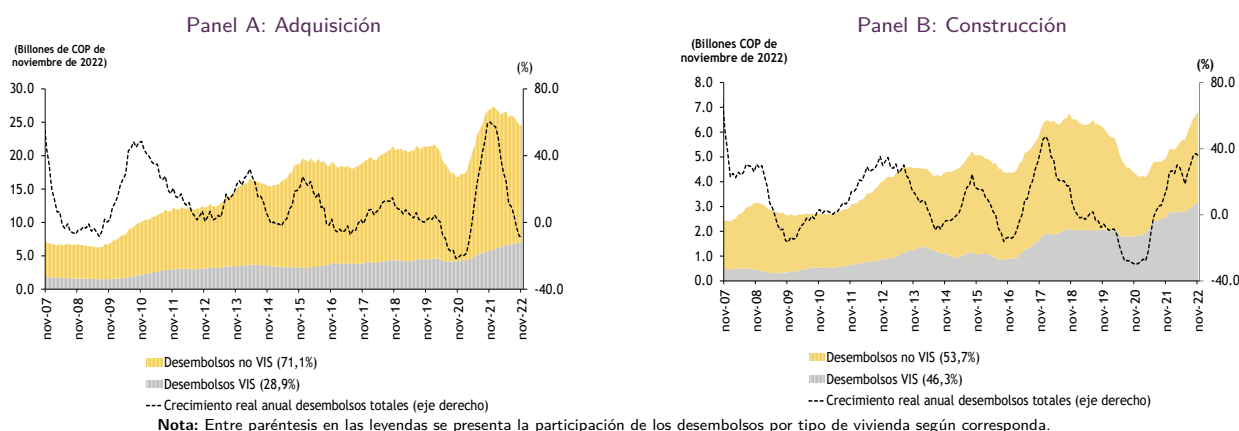 Panel A: Adquisición
(Billones de COP de
noviembre de 2022)
(%)
30.0
25.0
20.0
15.0
10.0
5.0
0.0
80.0
40.0
0.0
-40.0
nov-07
nov-08
nov-09
nov-10
nov-11
nov-12
nov-13
nov-14
nov-15
nov-16
nov-17
nov-18
nov-19
nov-20
nov-21
nov-22
Desembolsos no VIS (71,1%)
Desembolsos VIS (28,9%)
Crecimiento real anual desembolsos totales (eje derecho)
Panel B: Construcción
(Billones COP de
noviembre de 2022)
(%)
8.0
7.0
6.0
5.0
4.0
3.0
2.0
1.0
0.0
80.0
40.0
0.0
-40.0
nov-07
nov-08
nov-09
nov-10
nov-11
nov-12
nov-13
nov-14
nov-15
nov-16
nov-17
nov-18
nov-19
nov-20
nov-21
nov-22
Desembolsos no VIS (53,7%)
Desembolsos VIS (46,3%)
Crecimiento real anual desembolsos totales (eje derecho)
Nota: Entre paréntesis en las leyendas se presenta la participación de los desembolsos por tipo de vivienda según corresponda.